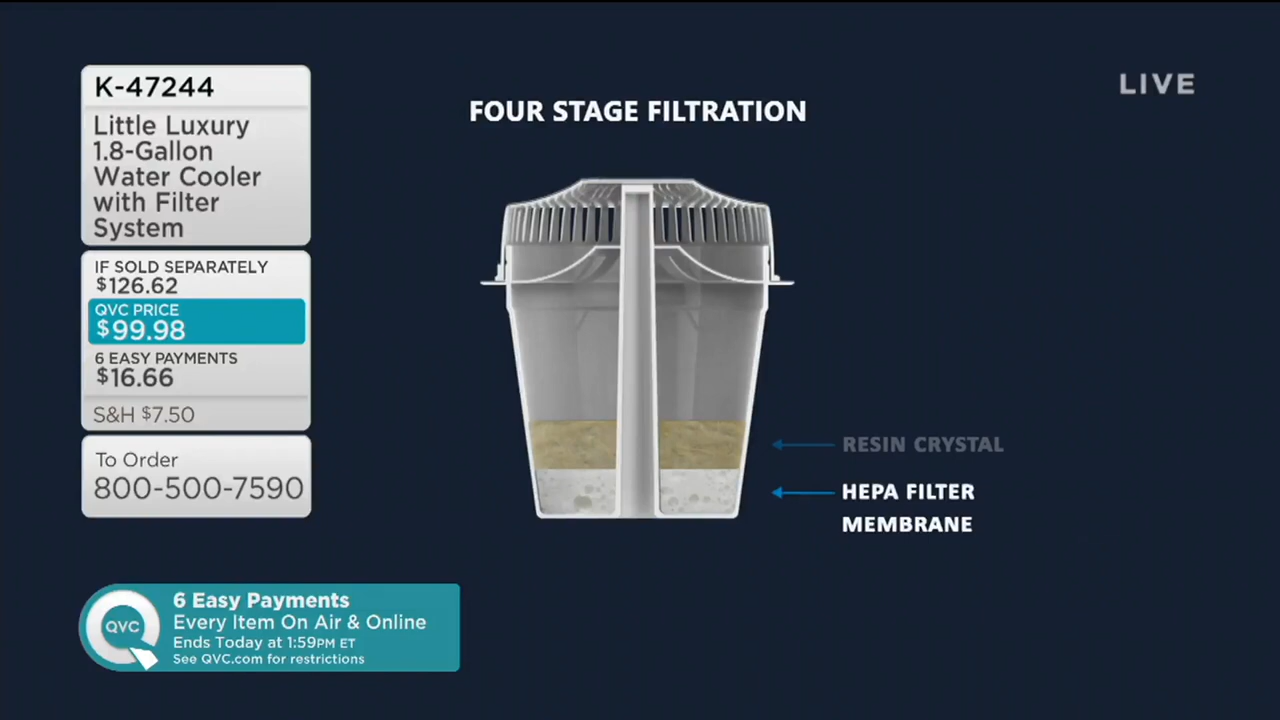 K-47244
Little Luxury
1.8-Gallon
Water Cooler
with Filter
System
IF SOLD SEPARATELY
$126.62
QVC PRICE
$99.98
6 EASY PAYMENTS
$16.66
S&H $7.50
To Order
800-500-7590
FOUR STAGE FILTRATION
LIVE
RESIN CRYSTAL
HEPA FILTER
MEMBRANE
QVC
6 Easy Payments
Every Item On Air & Online
Ends Today at 1:59PM ET
See QVC.com for restrictions